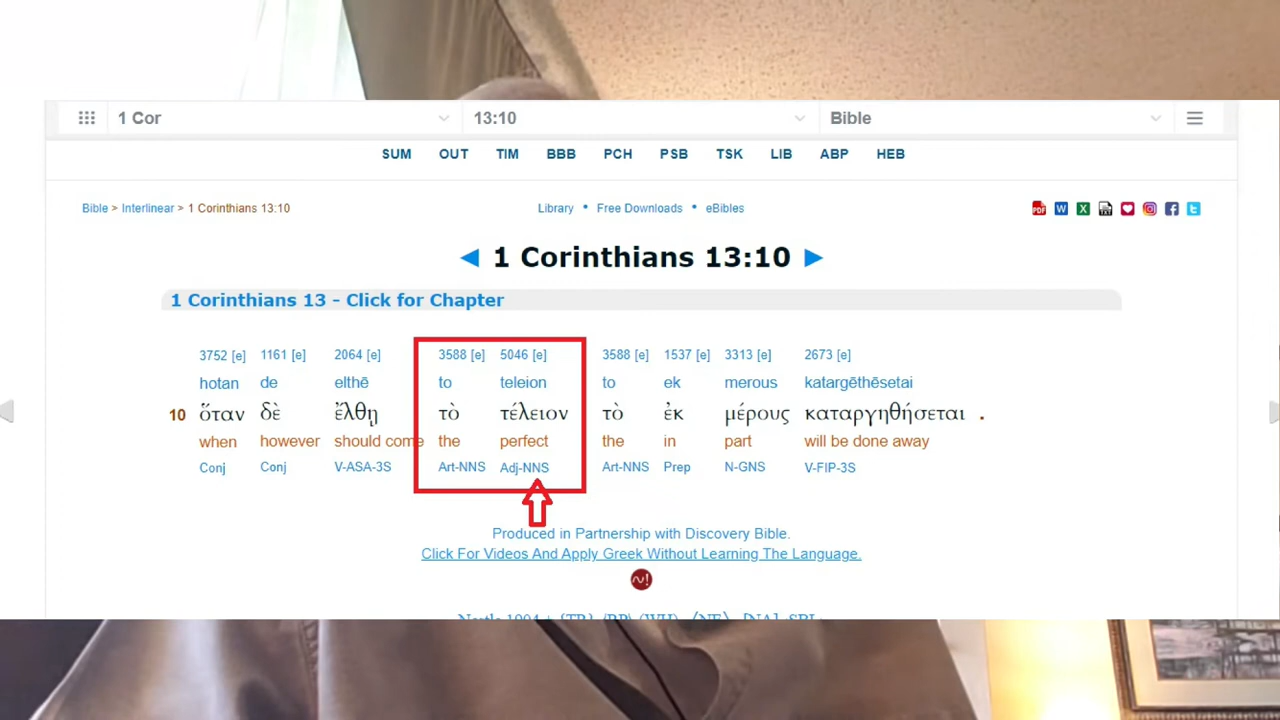 1 Cor 13:10 Bible
SUM OUT TIM BBB PCH PSB TSK LIB ABP HEB
Bible > Interlinear > 1 Corinthians 13:10 Library • Free Downloads • eBibles
PDF W X TXT
◄ 1 Corinthians 13:10 ►
1 Corinthians 13 - Click for Chapter
3752 [e] 1161 [e] 2064 [e] 3588 [e] 5046 [e] 3588 [e] 1537 [e] 3313 [e] 2673 [e]
hotan de elthē to teleion to ek merous katargēthēsetai
10 ὅταν δὲ ἔλθῃ τὸ τέλειον τὸ ἐκ μέρους καταργηθήσεται .
when however should come the perfect the in part will be done away
Conj Conj V-ASA-3S Art-NNS Adj-NNS Art-NNS Prep N-GNS V-FIP-3S
Produced in Partnership with Discovery Bible.
Click For Videos And Apply Greek Without Learning The Language.